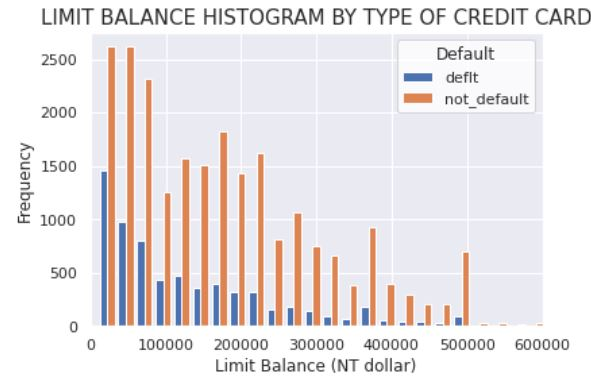 LIMIT BALANCE HISTOGRAM BY TYPE OF CREDIT CARD
Default
deflt
not_default
2500
2000
1500
1000
500
0
Frequency
0 100000 200000 300000 400000 500000 600000
Limit Balance (NT dollar)